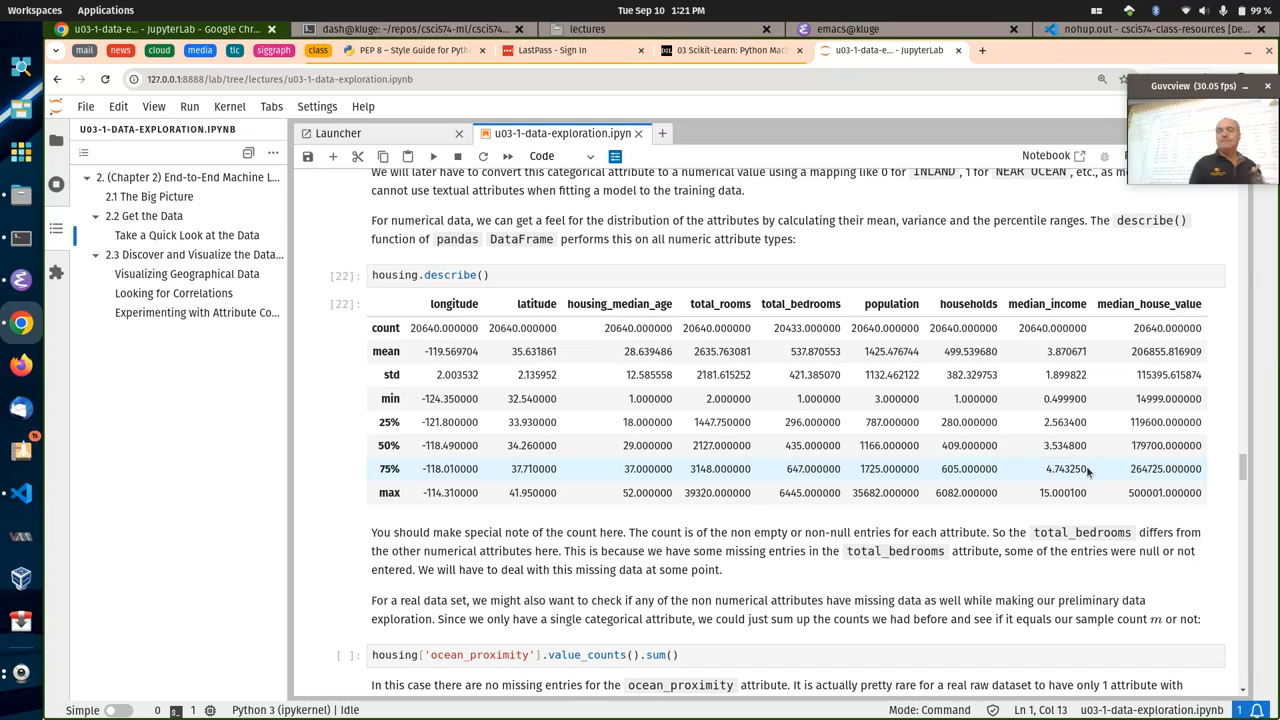 Workspaces
Applications
Tue Sep 10 1:21 PM
99 %
u03-1-data-e... - JupyterLab - Google Chr...
dash@kluge: ~/repos/csci574-ml/csci574...
lectures
emacs@kluge
nohup.out - csci574-class-resources [De...
mail
news
cloud
media
tlc
siggraph
class
PEP 8 – Style Guide for Pyth
LastPass - Sign In
03 Scikit-Learn: Python Ma
u03-1-data-e... - JupyterLab
127.0.0.1:8888/lab/tree/lectures/u03-1-data-exploration.ipynb
Guvcview (30.05 fps)
File Edit View Run Kernel Tabs Settings Help
U03-1-DATA-EXPLORATION.IPYNB
Launcher
u03-1-data-exploration.ipyn
Code
Notebook
2. (Chapter 2) End-to-End Machine L...
2.1 The Big Picture
2.2 Get the Data
Take a Quick Look at the Data
2.3 Discover and Visualize the Data...
Visualizing Geographical Data
Looking for Correlations
Experimenting with Attribute Co...
We will later have to convert this categorical attribute to a numerical value using a mapping like 0 for INLAND, 1 for NEAR OCEAN, etc., as
cannot use textual attributes when fitting a model to the training data.
For numerical data, we can get a feel for the distribution of the attribute by calculating their mean, variance and the percentile ranges. The describe()
function of pandas DataFrame performs this on all numeric attribute types:
[22]: housing.describe()
[22]: longitude latitude housing_median_age total_rooms total_bedrooms population households median_income median_house_value
count 20640.000000 20640.000000 20640.000000 20640.000000 20433.000000 20640.000000 20640.000000 20640.000000 20640.000000
mean -119.569704 35.631861 28.639486 2635.763081 537.870553 1425.476744 499.539680 3.870671 206855.816909
std 2.003532 2.135952 12.585558 2181.615252 421.385070 1132.462122 382.329753 1.899822 115395.615874
min -124.350000 32.540000 1.000000 2.000000 1.000000 3.000000 1.000000 0.499900 14999.000000
25% -121.800000 33.930000 18.000000 1447.750000 296.000000 787.000000 280.000000 2.563400 119600.000000
50% -118.490000 34.260000 29.000000 2127.000000 435.000000 1166.000000 409.000000 3.534800 179700.000000
75% -118.010000 37.710000 37.000000 3148.000000 647.000000 1725.000000 605.000000 4.743250 264725.000000
max -114.310000 41.950000 52.000000 39320.000000 6445.000000 35682.000000 6082.000000 15.000100 500001.000000
You should make special note of the count here. The count is of the non empty or non-null entries for each attribute. So the total_bedrooms differs from
the other numerical attributes here. This is because we have some missing entries in the total_bedrooms attribute, some of the entries were null or not
entered. We will have to deal with this missing data at some point.
For a real data set, we might also want to check if any of the non numerical attributes have missing data as well while making our preliminary data
exploration. Since we only have a single categorical attribute, we could just sum up the counts we had before and see if it equals our sample count m or not:
[ ]: housing['ocean_proximity'].value_counts().sum()
In this case there are no missing entries for the ocean_proximity attribute. It is actually pretty rare for a real raw dataset to have only 1 attribute with
Simple
0
1
Python 3 (ipykernel) | Idle
Mode: Command
Ln 1, Col 13
u03-1-data-exploration.ipynb
1